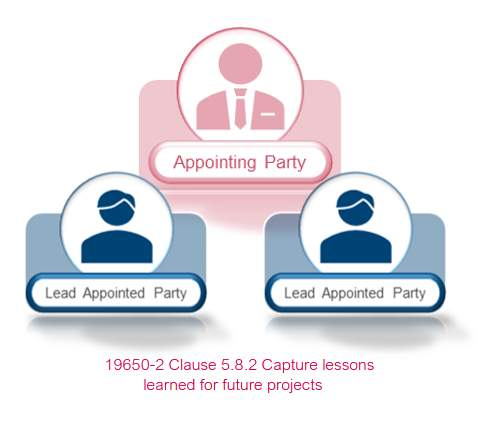 Appointing Party
Lead Appointed Party
Lead Appointed Party
19650-2 Clause 5.8.2 Capture lessons
learned for future projects